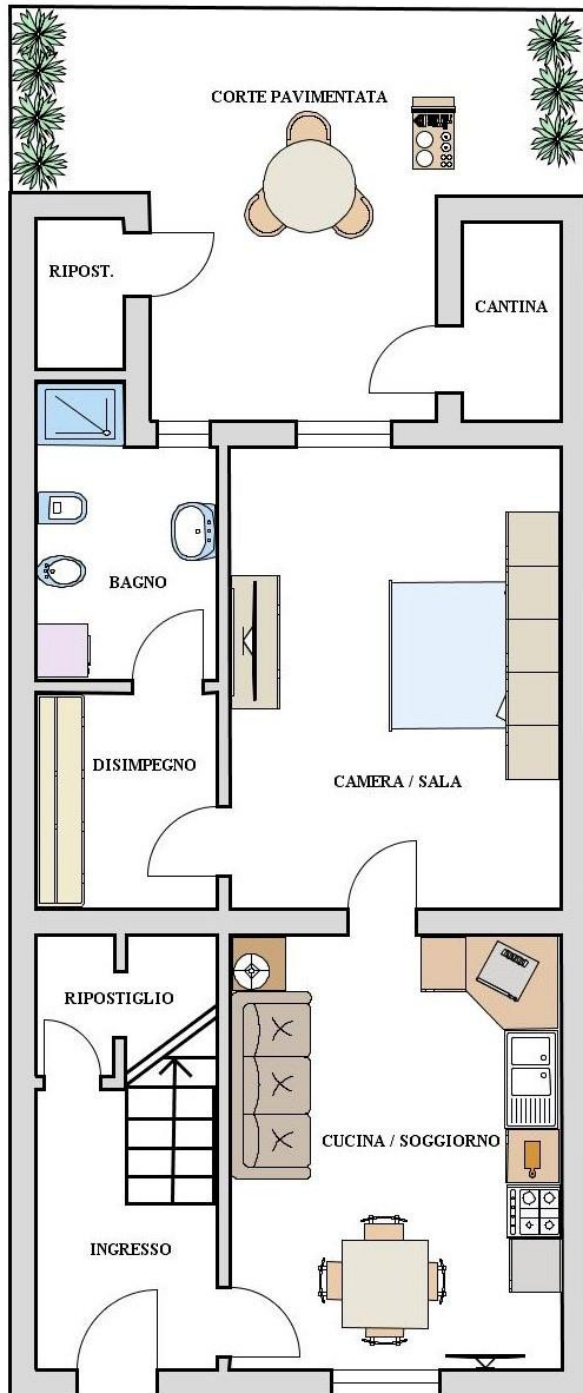 CORTE PAVIMENTATA
RIPOST.
CANTINA
BAGNO
DISIMPEGNO
CAMERA / SALA
RIPOSTIGLIO
CUCINA / SOGGIORNO
INGRESSO